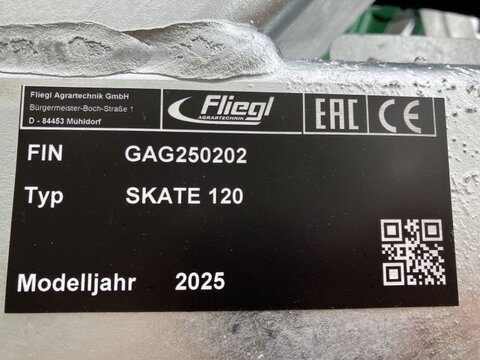 Fliegl Agrartechnik GmbH
Bürgermeister-Boch-Straße 1
D - 84453 Mühldorf
Fliegl
AGRARTECHNIK
EAC CE
FIN GAG250202
Typ SKATE 120
Modelljahr 2025